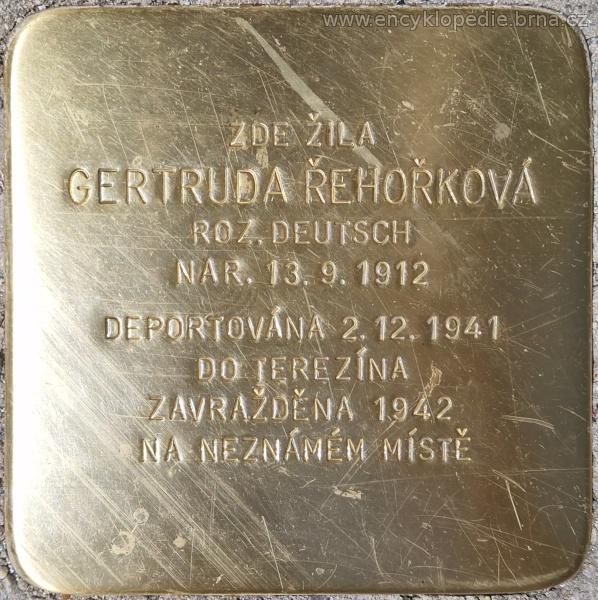 www.encyklopedie.brna.cz
ZDE ŽILA
GERTRUDA ŘEHOŘKOVÁ
ROZ. DEUTSCH
NAR. 13. 9. 1912
DEPORTOVÁNA 2. 12. 1941
DO TEREZÍNA
ZAVRAŽDĚNA 1942
NA NEZNÁMÉM MÍSTĚ